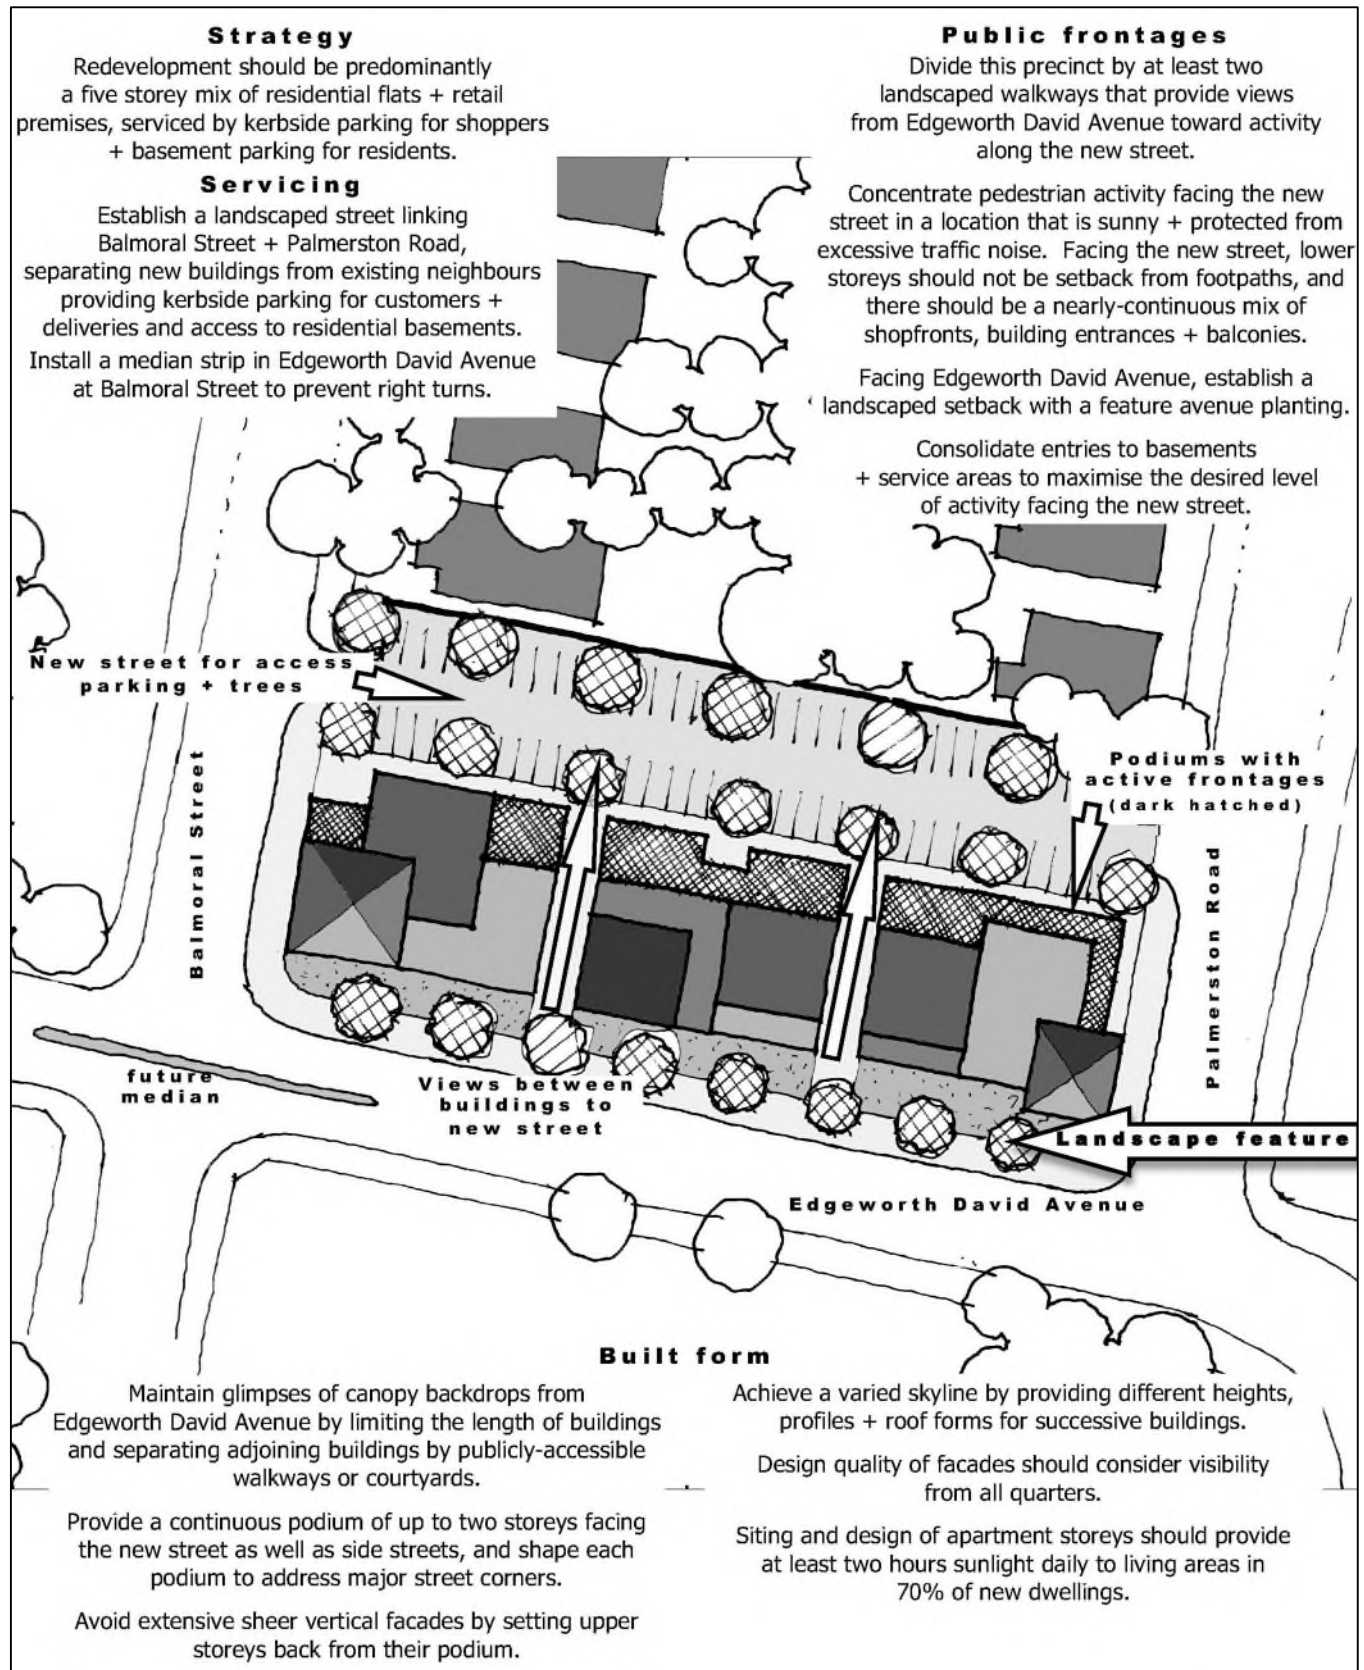 Strategy
Redevelopment should be predominantly
a five storey mix of residential flats + retail
premises, serviced by kerbside parking for shoppers
+ basement parking for residents.
Servicing
Establish a landscaped street linking
Balmoral Street + Palmerston Road,
separating new buildings from existing neighbours
providing kerbside parking for customers +
deliveries and access to residential basements.
Install a median strip in Edgeworth David Avenue
at Balmoral Street to prevent right turns.
Public frontages
Divide this precinct by at least two
landscaped walkways that provide views
from Edgeworth David Avenue toward activity
along the new street.
Concentrate pedestrian activity facing the new
street in a location that is sunny + protected from
excessive traffic noise.  Facing the new street, lower
storeys should not be setback from footpaths, and
there should be a nearly-continuous mix of
shopfronts, building entrances + balconies.
Facing Edgeworth David Avenue, establish a
landscaped setback with a feature avenue planting.
Consolidate entries to basements
+ service areas to maximise the desired level
of activity facing the new street.
New street for access
parking + trees
Balmoral Street
Podiums with
active frontages
(dark hatched)
Palmerston Road
future
median
Views between
buildings to
new street
Landscape feature
Edgeworth David Avenue
Built form
Maintain glimpses of canopy backdrops from
Edgeworth David Avenue by limiting the length of buildings
and separating adjoining buildings by publicly-accessible
walkways or courtyards.
Provide a continuous podium of up to two storeys facing
the new street as well as side streets, and shape each
podium to address major street corners.
Avoid extensive sheer vertical facades by setting upper
storeys back from their podium.
Achieve a varied skyline by providing different heights,
profiles + roof forms for successive buildings.
Design quality of facades should consider visibility
from all quarters.
Siting and design of apartment storeys should provide
at least two hours sunlight daily to living areas in
70% of new dwellings.